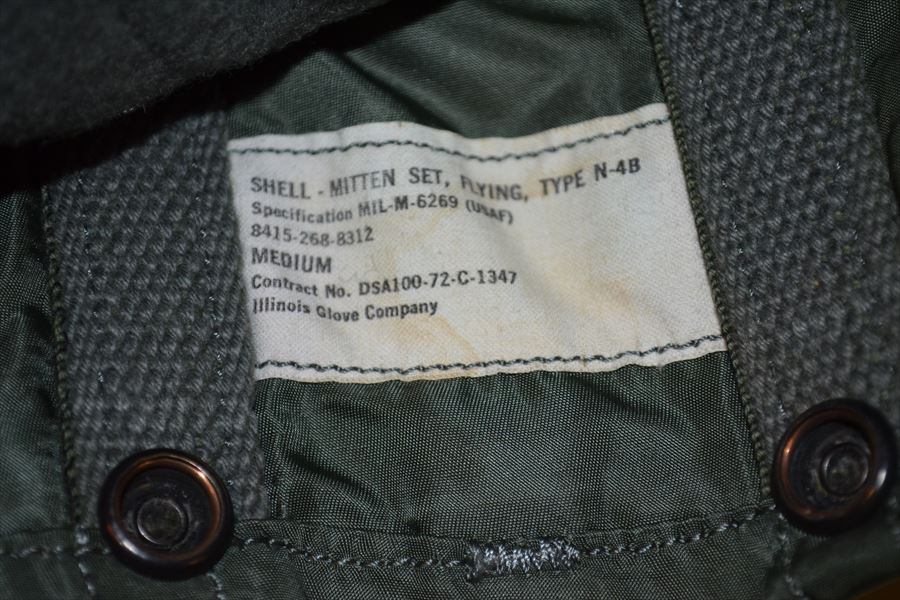 SHELL - MITTEN SET, FLYING, TYPE N-4B
Specification MIL-M-6269 (USAF)
8415-268-8312
MEDIUM
Contract No. DSA100-72-C-1347
Illinois Glove Company